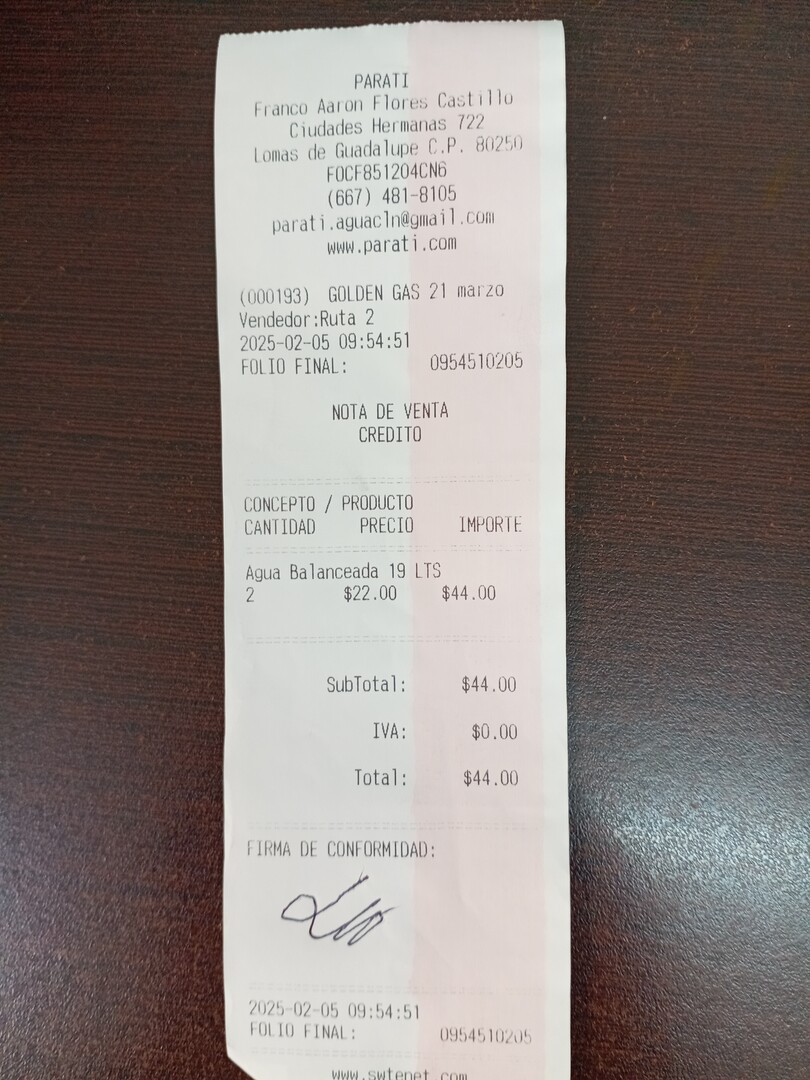 PARATI
Franco Aaron Flores Castillo
Ciudades Hermanas 722
Lomas de Guadalupe C.P. 80250
FOCF851204CN6
(667) 481-8105
parati.aguacln@gmail.com
www.parati.com
(000193) GOLDEN GAS 21 marzo
Vendedor:Ruta 2
2025-02-05 09:54:51
FOLIO FINAL: 0954510205
NOTA DE VENTA
CREDITO
CONCEPTO / PRODUCTO
CANTIDAD PRECIO IMPORTE
Agua Balanceada 19 LTS
2 $22.00 $44.00
SubTotal: $44.00
IVA: $0.00
Total: $44.00
FIRMA DE CONFORMIDAD:
2025-02-05 09:54:51
FOLIO FINAL: 0954510205
www.swtenet.com